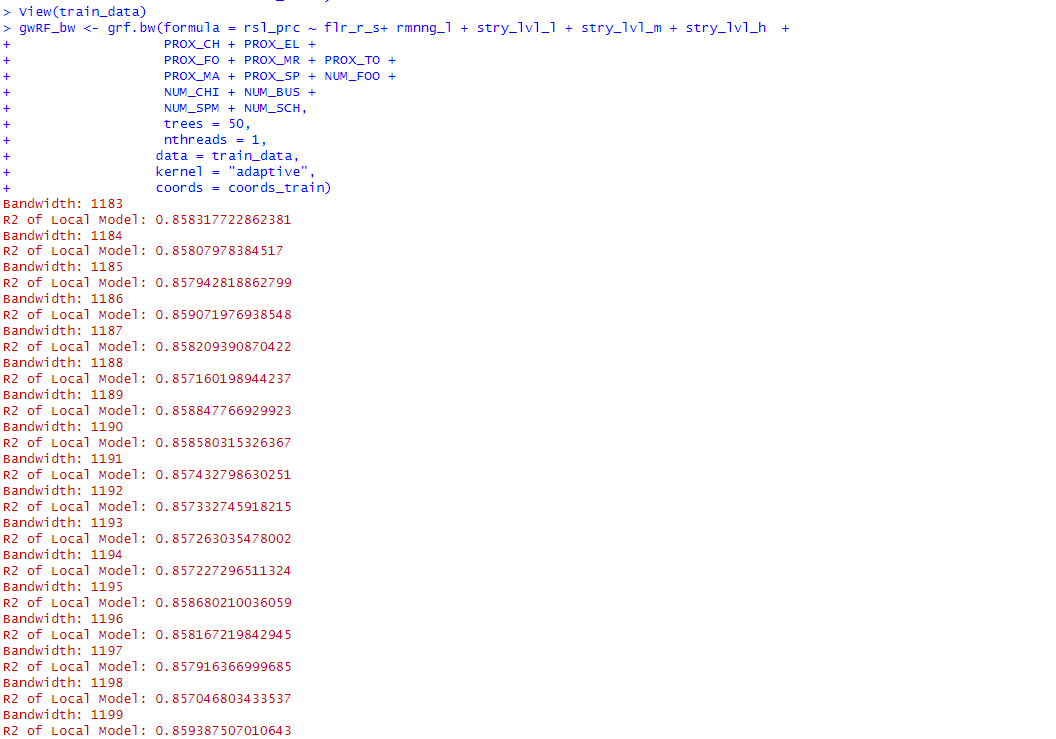 > View(train_data)
> gwRF_bw <- grf.bw(formula = rsl_prc ~ flr_r_s+ rmnng_l + stry_lvl_l + stry_lvl_m + stry_lvl_h  +
+                   PROX_CH + PROX_EL +
+                   PROX_FO + PROX_MR + PROX_TO +
+                   PROX_MA + PROX_SP + NUM_FOO +
+                   NUM_CHI + NUM_BUS +
+                   NUM_SPM + NUM_SCH,
+                   trees = 50,
+                   nthreads = 1,
+                  data = train_data,
+                  kernel = "adaptive",
+                  coords = coords_train)
Bandwidth: 1183
R2 of Local Model: 0.858317722862381
Bandwidth: 1184
R2 of Local Model: 0.85807978384517
Bandwidth: 1185
R2 of Local Model: 0.857942818862799
Bandwidth: 1186
R2 of Local Model: 0.859071976938548
Bandwidth: 1187
R2 of Local Model: 0.858209390870422
Bandwidth: 1188
R2 of Local Model: 0.857160198944237
Bandwidth: 1189
R2 of Local Model: 0.858847766929923
Bandwidth: 1190
R2 of Local Model: 0.858580315326367
Bandwidth: 1191
R2 of Local Model: 0.857432798630251
Bandwidth: 1192
R2 of Local Model: 0.857332745918215
Bandwidth: 1193
R2 of Local Model: 0.857263035478002
Bandwidth: 1194
R2 of Local Model: 0.857227296511324
Bandwidth: 1195
R2 of Local Model: 0.858680210036059
Bandwidth: 1196
R2 of Local Model: 0.858167219842945
Bandwidth: 1197
R2 of Local Model: 0.857916366999685
Bandwidth: 1198
R2 of Local Model: 0.857046803433537
Bandwidth: 1199
R2 of Local Model: 0.859387507010643